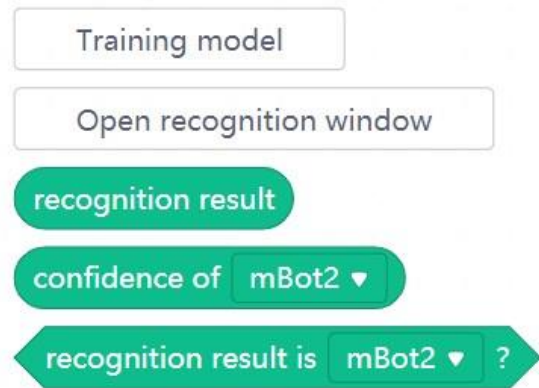 Training model
Open recognition window
recognition result
confidence of mBot2
recognition result is mBot2 ?